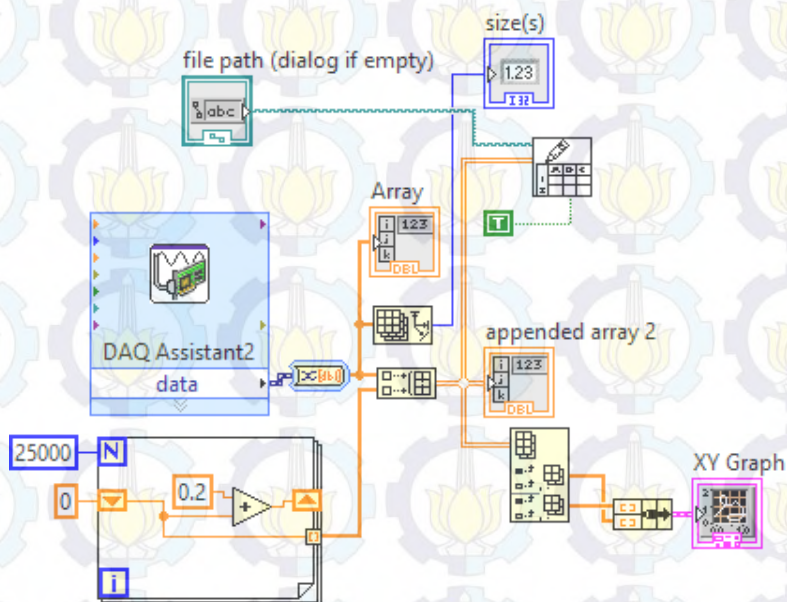 size(s)
file path (dialog if empty)
1.23
I32
abc
Array
T
i 123
j
k
DBL
DAQ Assistant2
appended array 2
data
i 123
j
k
DBL
25000
N
XY Graph
0.2
0
+
i